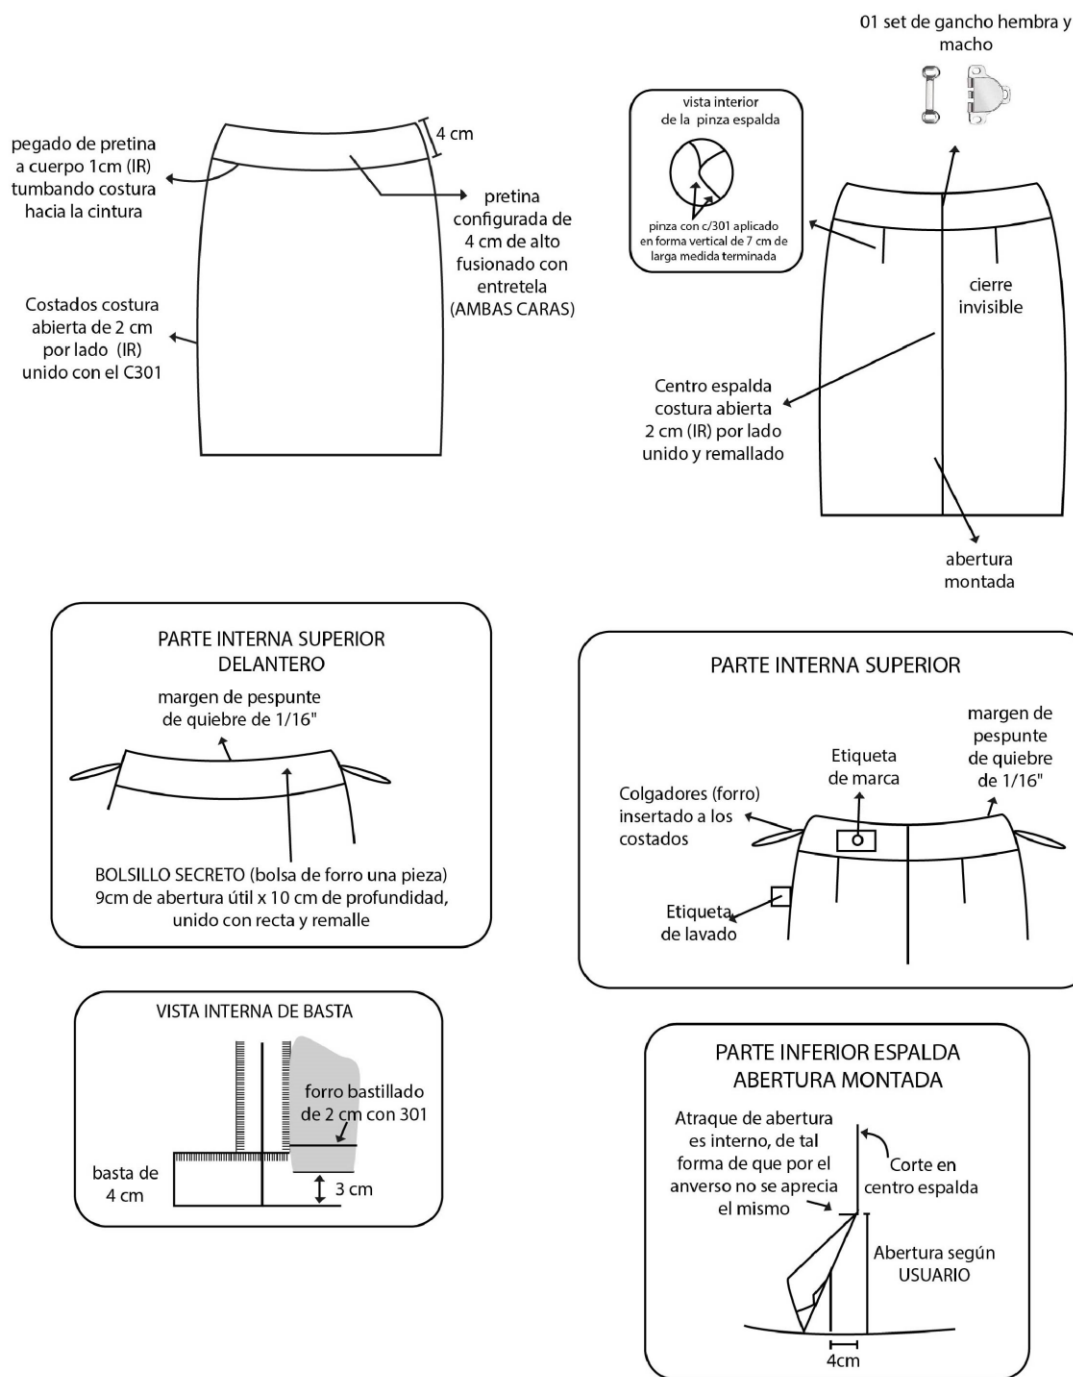 01 set de gancho hembra y
macho
vista interior
de la pinza espalda
pinza con c/301 aplicado
en forma vertical de 7 cm de
larga medida terminada
pegado de pretina
a cuerpo 1cm (IR)
tumbando costura
hacia la cintura
4 cm
pretina
configurada de
4 cm de alto
fusionado con
entretela
(AMBAS CARAS)
Costados costura
abierta de 2 cm
por lado (IR)
unido con el C301
cierre
invisible
Centro espalda
costura abierta
2 cm (IR) por lado
unido y remallado
abertura
montada
PARTE INTERNA SUPERIOR
DELANTERO
margen de pespunte
de quiebre de 1/16"
BOLSILLO SECRETO (bolsa de forro una pieza)
9cm de abertura útil x 10 cm de profundidad,
unido con recta y remalle
PARTE INTERNA SUPERIOR
margen de
pespunte
de quiebre
de 1/16"
Etiqueta
de marca
Colgadores (forro)
insertado a los
costados
Etiqueta
de lavado
VISTA INTERNA DE BASTA
forro bastillado
de 2 cm con 301
basta de
4 cm
3 cm
PARTE INFERIOR ESPALDA
ABERTURA MONTADA
Atraque de abertura
es interno, de tal
forma de que por el
anverso no se aprecia
el mismo
Corte en
centro espalda
Abertura según
USUARIO
4cm